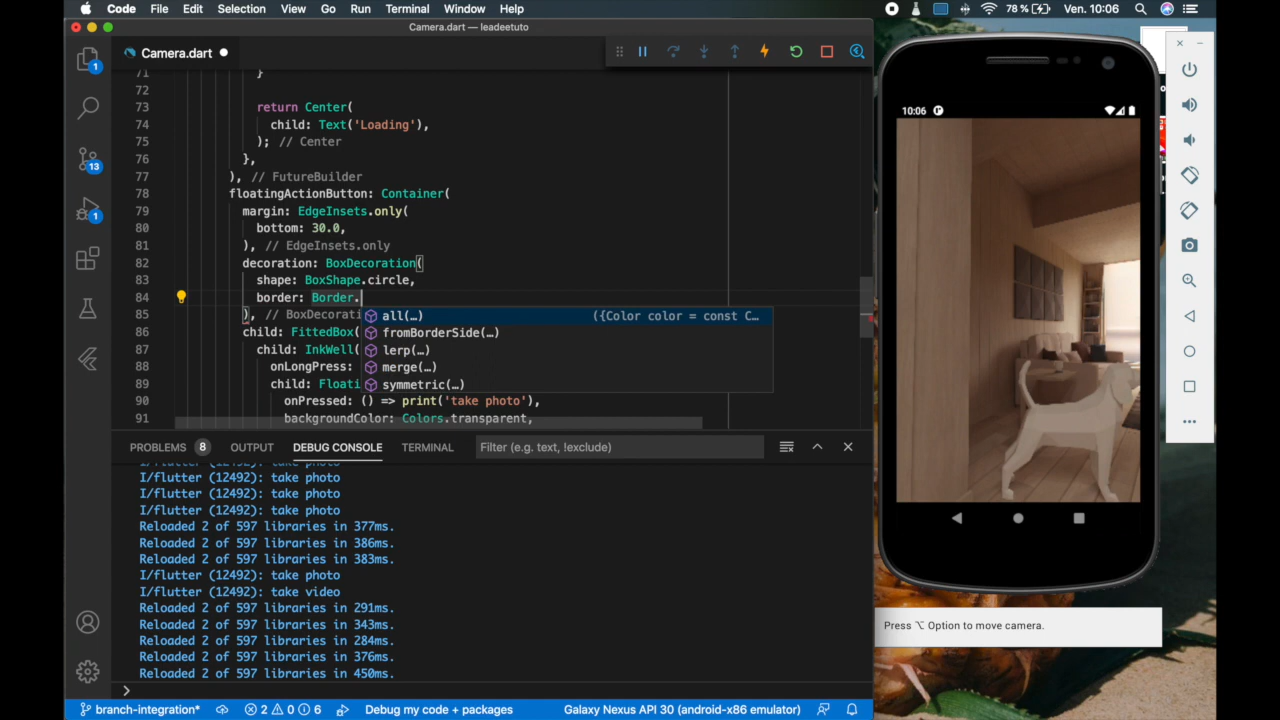 Code File Edit Selection View Go Run Terminal Window Help
78 % Ven. 10:06
Camera.dart — leadeetuto
Camera.dart
71 }
72
73 return Center(
74 child: Text('Loading'),
75 ); // Center
76 },
77 ), // FutureBuilder
78 floatingActionButton: Container(
79 margin: EdgeInsets.only(
80 bottom: 30.0,
81 ), // EdgeInsets.only
82 decoration: BoxDecoration(
83 shape: BoxShape.circle,
84 border: Border.
85 ), // BoxDecorati
86 child: FittedBox(
87 child: InkWell(
88 onLongPress:
89 child: Floati
90 onPressed: () => print('take photo'),
91 backgroundColor: Colors.transparent,
all(…) ({Color color = const C…
fromBorderSide(…)
lerp(…)
merge(…)
symmetric(…)
1
13
1
PROBLEMS 8 OUTPUT DEBUG CONSOLE TERMINAL Filter (e.g. text, !exclude)
I/flutter (12492): take photo
I/flutter (12492): take photo
I/flutter (12492): take photo
I/flutter (12492): take photo
Reloaded 2 of 597 libraries in 377ms.
Reloaded 2 of 597 libraries in 386ms.
Reloaded 2 of 597 libraries in 383ms.
I/flutter (12492): take photo
I/flutter (12492): take video
Reloaded 2 of 597 libraries in 291ms.
Reloaded 2 of 597 libraries in 343ms.
Reloaded 2 of 597 libraries in 284ms.
Reloaded 2 of 597 libraries in 376ms.
Reloaded 2 of 597 libraries in 450ms.
branch-integration* 2 0 6 Debug my code + packages Galaxy Nexus API 30 (android-x86 emulator)
10:06
Press ⌥ Option to move camera.